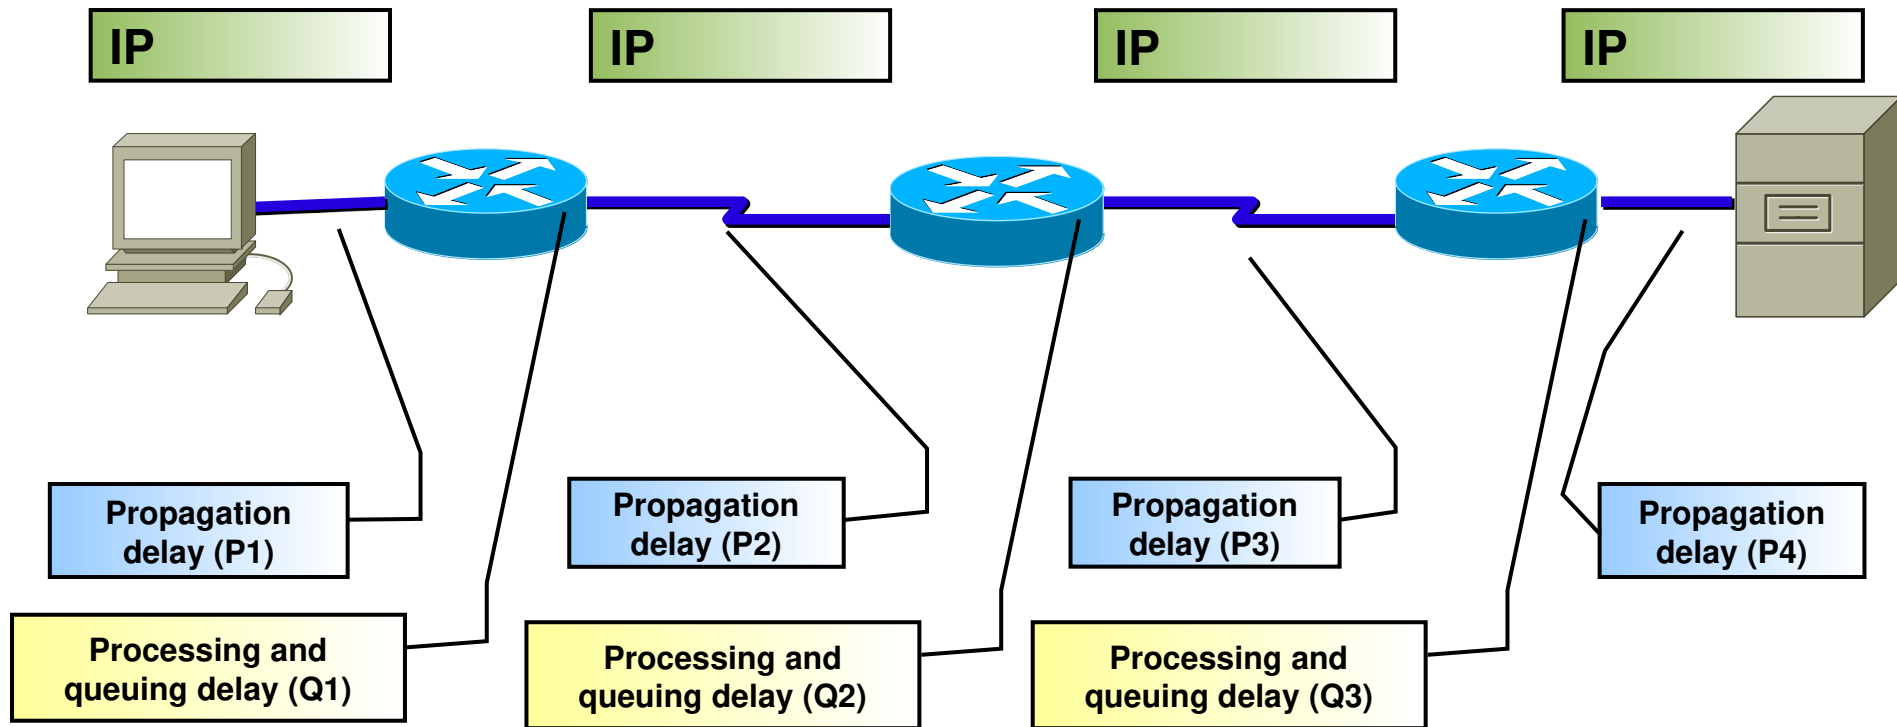 IP
IP
IP
IP
Propagation
delay (P1)
Propagation
delay (P2)
Propagation
delay (P3)
Propagation
delay (P4)
Processing and
queuing delay (Q1)
Processing and
queuing delay (Q2)
Processing and
queuing delay (Q3)